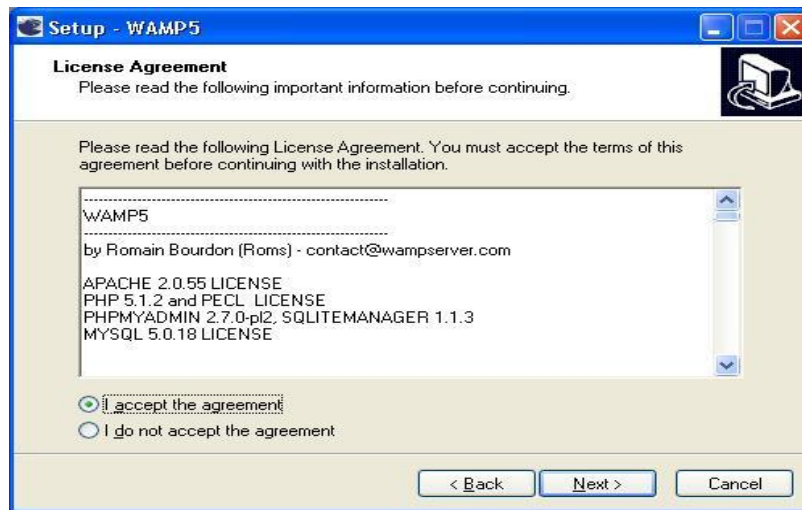 Setup - WAMP5
License Agreement
Please read the following important information before continuing.
Please read the following License Agreement. You must accept the terms of this
agreement before continuing with the installation.
------------------------------------------------------------
WAMP5
------------------------------------------------------------
by Romain Bourdon (Roms) - contact@wampserver.com
APACHE 2.0.55 LICENSE
PHP 5.1.2 and PECL LICENSE
PHPMYADMIN 2.7.0-pl2, SQLITEMANAGER 1.1.3
MYSQL 5.0.18 LICENSE
I accept the agreement
I do not accept the agreement
< Back Next > Cancel